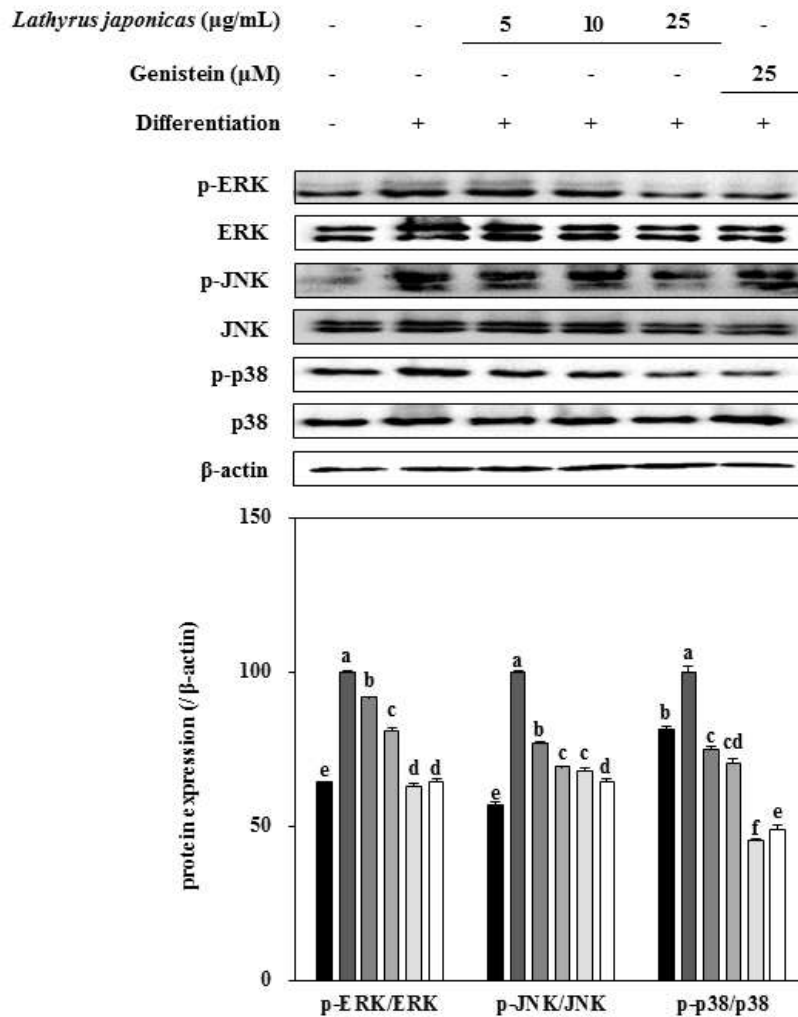 Lathyrus japonicas (µg/mL) - - 5 10 25 -
Genistein (µM) - - - - - 25
Differentiation - + + + + +
p-ERK
ERK
p-JNK
JNK
p-p38
p38
β-actin
protein expression (/ β-actin)
150
100
50
0
e a b c d d
e a b c c d
b a c cd f e
p-ERK/ERK p-JNK/JNK p-p38/p38